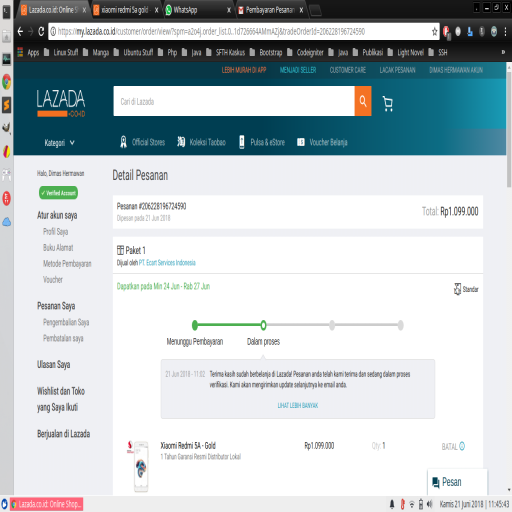 Lazada.co.id: Online S
xiaomi redmi 5a gold
WhatsApp
Pembayaran Pesanan
https://my.lazada.co.id/customer/order/view/?spm=a2o4j.order_list.0..1d726664AMmAZj&tradeOrderId=206228196724590
Apps
Linux Stuff
Manga
Ubuntu Stuff
Php
Java
SFTH Kaskus
Bootstrap
Codeigniter
Java
Publikasi
Light Novel
SSH
LEBIH MURAH DI APP
MENJADI SELLER
CUSTOMER CARE
LACAK PESANAN
DIMAS HERMAWAN AKUN
LAZADA
.CO.ID
Cari di Lazada
Kategori
Official Stores
Koleksi Taobao
Pulsa & eStore
Voucher Belanja
Halo, Dimas Hermawan
Verified Account
Atur akun saya
Profil Saya
Buku Alamat
Metode Pembayaran
Voucher
Pesanan Saya
Pengembalian Saya
Pembatalan saya
Ulasan Saya
Wishlist dan Toko
yang Saya Ikuti
Berjualan di Lazada
Detail Pesanan
Pesanan #206228196724590
Dipesan pada 21 Jun 2018
Total: Rp1.099.000
Paket 1
Dijual oleh PT. Ecart Services Indonesia
Dapatkan pada Min 24 Jun - Rab 27 Jun
Standar
Menunggu Pembayaran
Dalam proses
21 Jun 2018 - 11:02
Terima kasih sudah berbelanja di Lazada! Pesanan anda telah kami terima dan sedang dalam proses
verifikasi. Kami akan mengirimkan update selanjutnya ke email anda.
LIHAT LEBIH BANYAK
Xiaomi Redmi 5A - Gold
1 Tahun Garansi Resmi Distributor Lokal
Rp1.099.000
Qty: 1
BATAL
Pesan
Lazada.co.id: Online Shop...
Kamis 21 Juni 2018 | 11:45:43